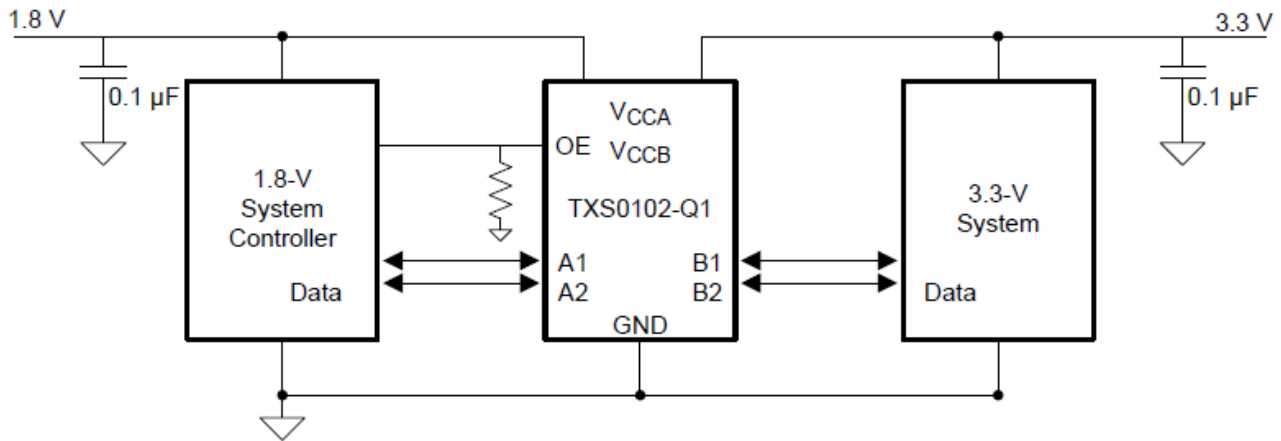 1.8 V
3.3 V
0.1 µF
0.1 µF
VCCA
OE
VCCB
1.8-V
System
Controller
TXS0102-Q1
3.3-V
System
A1
B1
Data
A2
B2
Data
GND